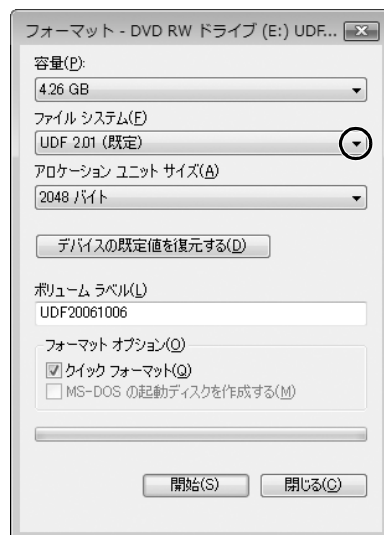 フォーマット - DVD RW ドライブ (E:) UDF...
容量(P):
4.26 GB
ファイル システム(F)
UDF 2.01 (既定)
アロケーション ユニット サイズ(A)
2048 バイト
デバイスの既定値を復元する(D)
ボリューム ラベル(L)
UDF20061006
フォーマット オプション(O)
クイック フォーマット(Q)
MS-DOS の起動ディスクを作成する(M)
開始(S) 閉じる(C)